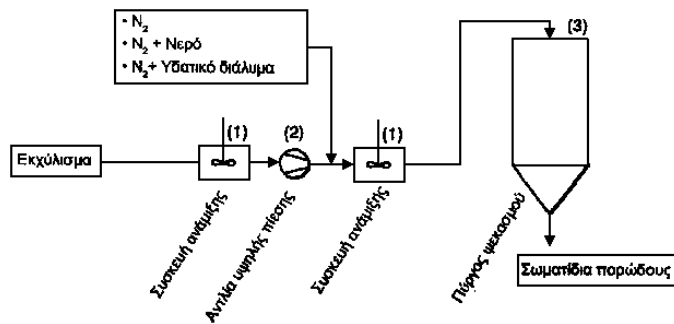 • N2
• N2 + Νερό
• N2+ Υδατικό διάλυμα
(3)
(1)
(2)
(1)
Εκχύλισμα
Συσκευή ανάμιξης
Αντλία υψηλής πίεσης
Συσκευή ανάμιξής
Πύργος ψεκασμού
Σωματίδια πορώδους